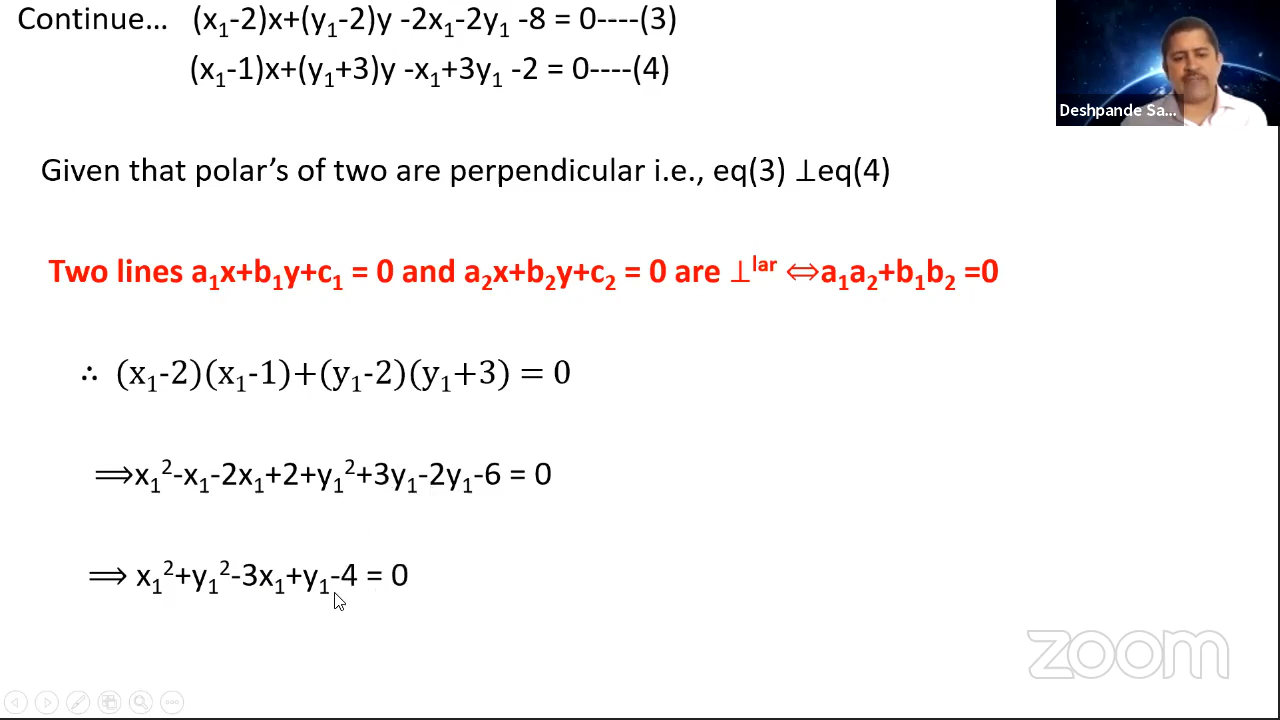 Continue... (x₁-2)x+(y₁-2)y -2x₁-2y₁ -8 = 0----(3)
(x₁-1)x+(y₁+3)y -x₁+3y₁ -2 = 0----(4)
Deshpande Sa...
Given that polar’s of two are perpendicular i.e., eq(3) ⊥eq(4)
Two lines a₁x+b₁y+c₁ = 0 and a₂x+b₂y+c₂ = 0 are ⊥ˡᵃʳ ⇔a₁a₂+b₁b₂ =0
∴ (x₁-2)(x₁-1)+(y₁-2)(y₁+3) = 0
⟹x₁²-x₁-2x₁+2+y₁²+3y₁-2y₁-6 = 0
⟹ x₁²+y₁²-3x₁+y₁-4 = 0
zoom